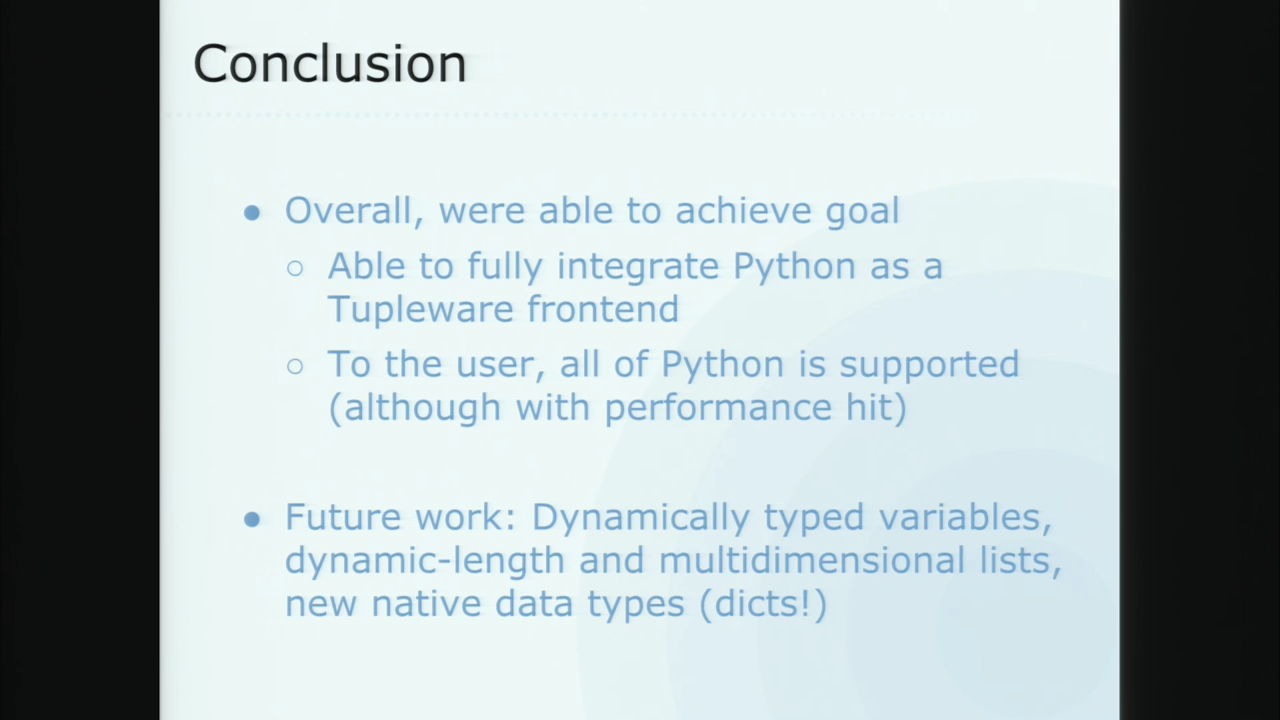 Conclusion
● Overall, were able to achieve goal
○ Able to fully integrate Python as a
Tupleware frontend
○ To the user, all of Python is supported
(although with performance hit)
● Future work: Dynamically typed variables,
dynamic-length and multidimensional lists,
new native data types (dicts!)